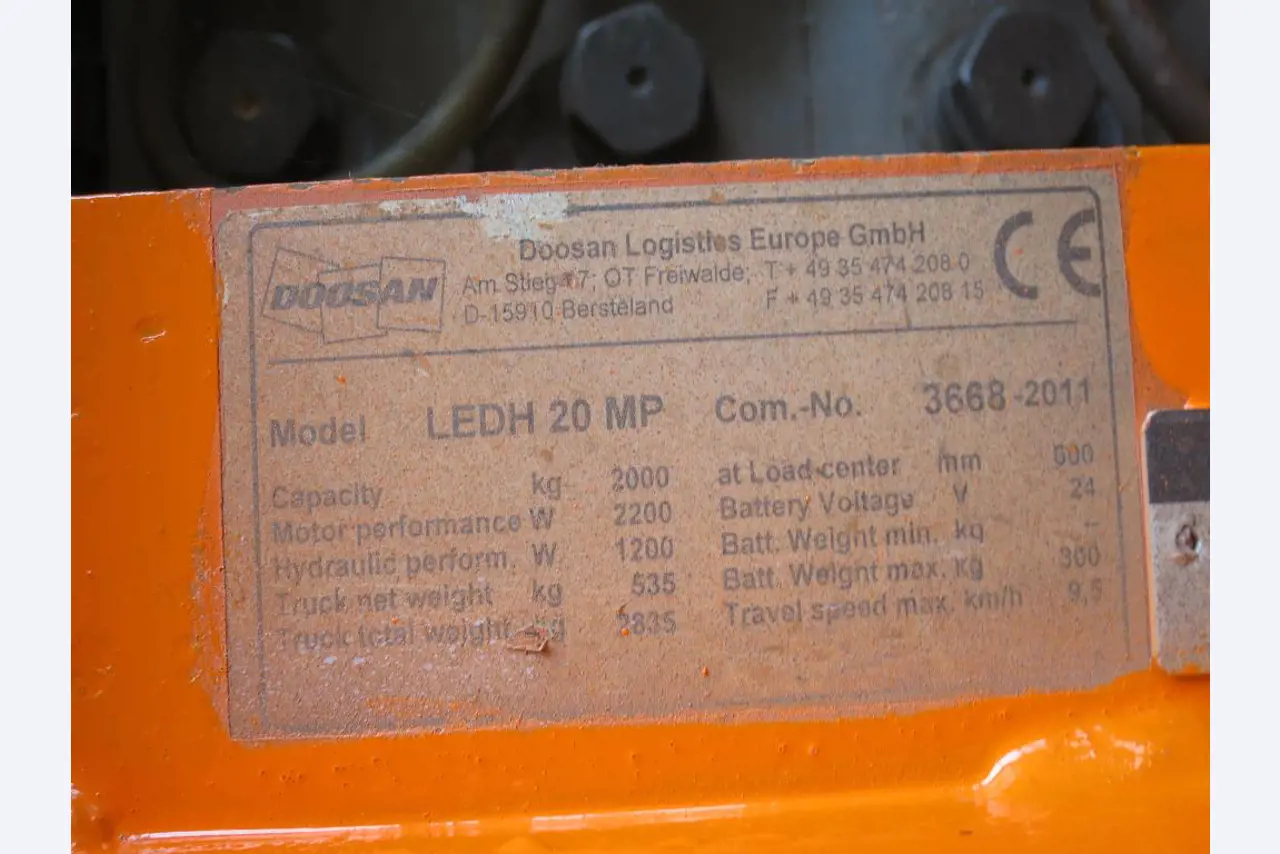 DOOSAN
Doosan Logistics Europe GmbH
Am Stieg 17; OT Freiwalde; T + 49 35 474 208 0
D-15910 Bersteland F + 49 35 474 208 15
CE
Model LEDH 20 MP Com.-No. 3668-2011
Capacity kg 2000 at Load center mm 600
Motor performance W 2200 Battery Voltage V 24
Hydraulic perform. W 1200 Batt. Weight min. kg -
Truck net weight kg 535 Batt. Weight max. kg 300
Truck total weight kg 2835 Travel speed max. km/h 9,5